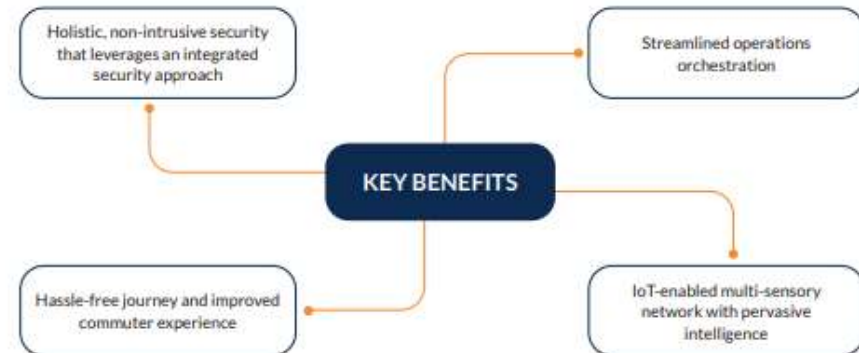 Holistic, non-intrusive security
that leverages an integrated
security approach
Streamlined operations
orchestration
KEY BENEFITS
Hassle-free journey and improved
commuter experience
IoT-enabled multi-sensory
network with pervasive
intelligence